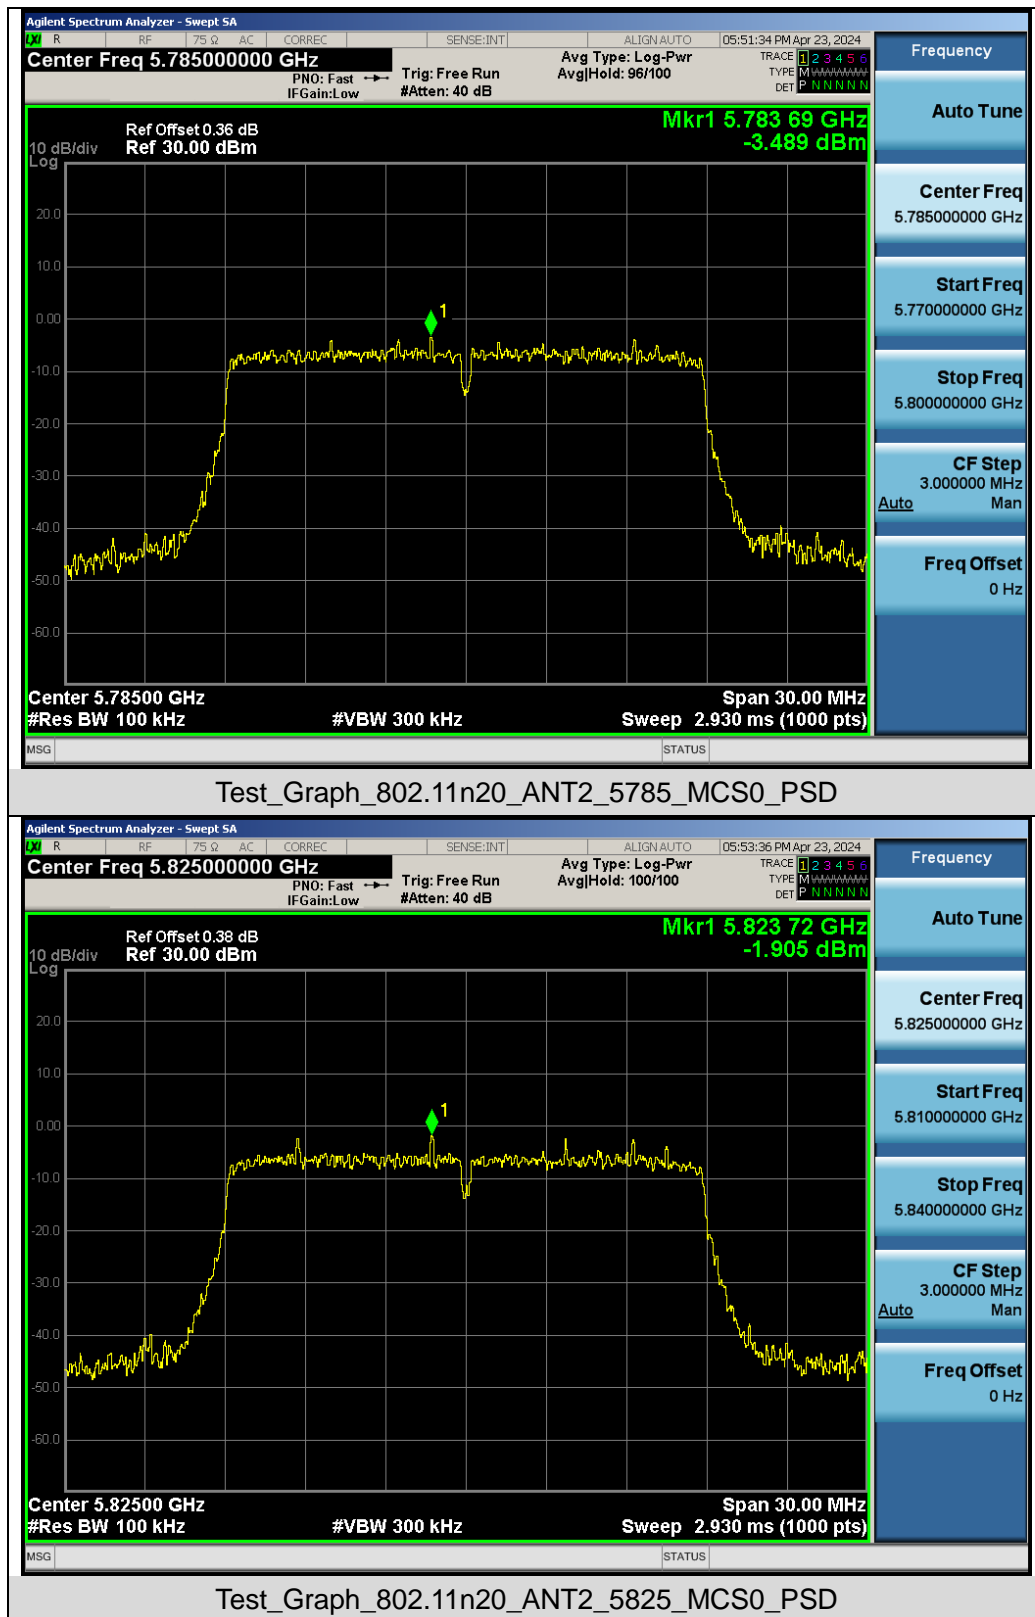 Agilent Spectrum Analyzer - Swept SA
LXI R RF 75 Ω AC CORREC SENSE:INT ALIGN AUTO 05:51:34 PM Apr 23, 2024
Center Freq 5.785000000 GHz
PNO: Fast
IFGain:Low
Trig: Free Run
#Atten: 40 dB
Avg Type: Log-Pwr
Avg|Hold: 96/100
TRACE 1 2 3 4 5 6
TYPE M WWWWW
DET P N N N N N
Mkr1 5.783 69 GHz
-3.489 dBm
Ref Offset 0.36 dB
10 dB/div Ref 30.00 dBm
Log
20.0
10.0
0.00
-10.0
-20.0
-30.0
-40.0
-50.0
-60.0
1
Center 5.78500 GHz Span 30.00 MHz
#Res BW 100 kHz #VBW 300 kHz Sweep 2.930 ms (1000 pts)
MSG STATUS
Frequency
Auto Tune
Center Freq
5.785000000 GHz
Start Freq
5.770000000 GHz
Stop Freq
5.800000000 GHz
CF Step
3.000000 MHz
Auto Man
Freq Offset
0 Hz
Test_Graph_802.11n20_ANT2_5785_MCS0_PSD
Agilent Spectrum Analyzer - Swept SA
LXI R RF 75 Ω AC CORREC SENSE:INT ALIGN AUTO 05:53:36 PM Apr 23, 2024
Center Freq 5.825000000 GHz
PNO: Fast
IFGain:Low
Trig: Free Run
#Atten: 40 dB
Avg Type: Log-Pwr
Avg|Hold: 100/100
TRACE 1 2 3 4 5 6
TYPE M WWWWW
DET P N N N N N
Mkr1 5.823 72 GHz
-1.905 dBm
Ref Offset 0.38 dB
10 dB/div Ref 30.00 dBm
Log
20.0
10.0
0.00
-10.0
-20.0
-30.0
-40.0
-50.0
-60.0
1
Center 5.82500 GHz Span 30.00 MHz
#Res BW 100 kHz #VBW 300 kHz Sweep 2.930 ms (1000 pts)
MSG STATUS
Frequency
Auto Tune
Center Freq
5.825000000 GHz
Start Freq
5.810000000 GHz
Stop Freq
5.840000000 GHz
CF Step
3.000000 MHz
Auto Man
Freq Offset
0 Hz
Test_Graph_802.11n20_ANT2_5825_MCS0_PSD